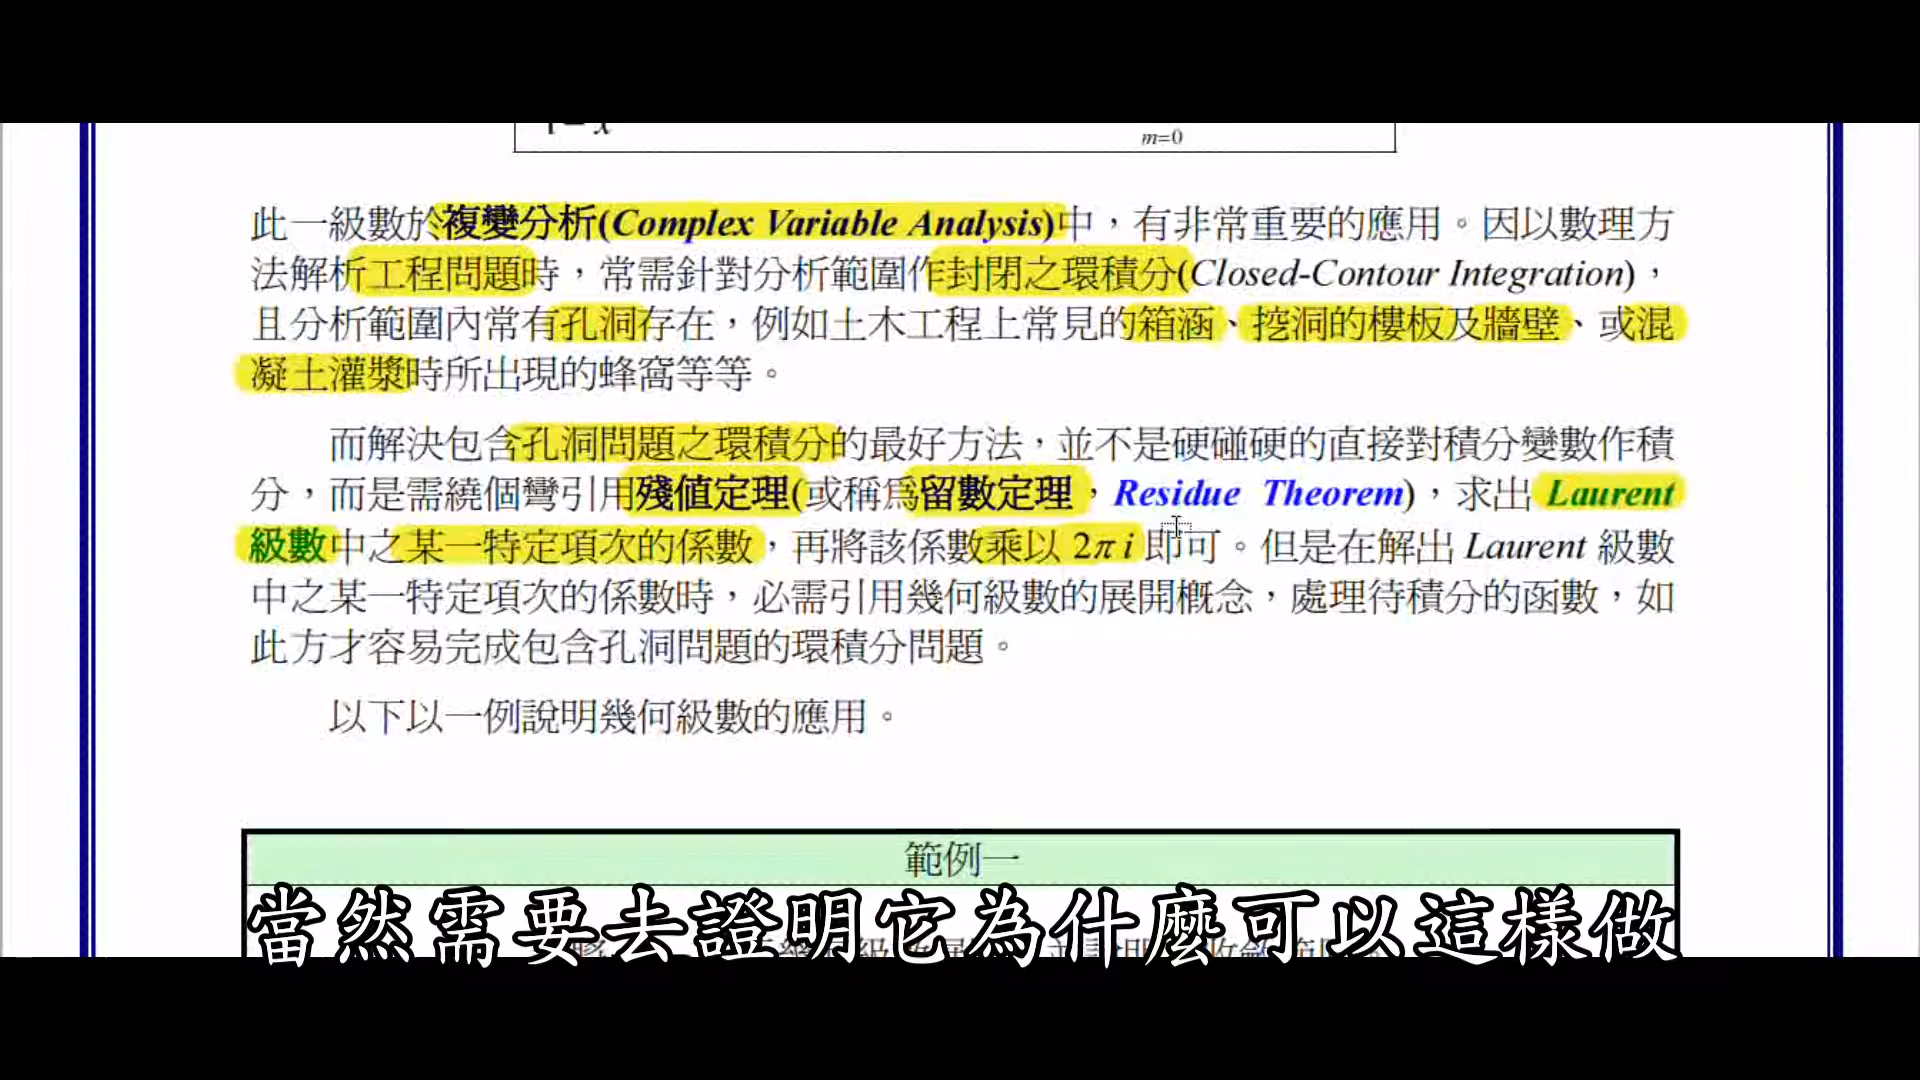 1 − x
m=0
此一級數於複變分析(Complex Variable Analysis)中，有非常重要的應用。因以數理方
法解析工程問題時，常需針對分析範圍作封閉之環積分(Closed-Contour Integration)，
且分析範圍內常有孔洞存在，例如土木工程上常見的箱涵、挖洞的樓板及牆壁、或混
凝土灌漿時所出現的蜂窩等等。
而解決包含孔洞問題之環積分的最好方法，並不是硬碰硬的直接對積分變數作積
分，而是需繞個彎引用殘值定理(或稱為留數定理，Residue Theorem)，求出 Laurent
級數中之某一特定項次的係數，再將該係數乘以 2π i 即可。但是在解出 Laurent 級數
中之某一特定項次的係數時，必需引用幾何級數的展開概念，處理待積分的函數，如
此方才容易完成包含孔洞問題的環積分問題。
以下以一例說明幾何級數的應用。
範例一
當然需要去證明它為什麼可以這樣做